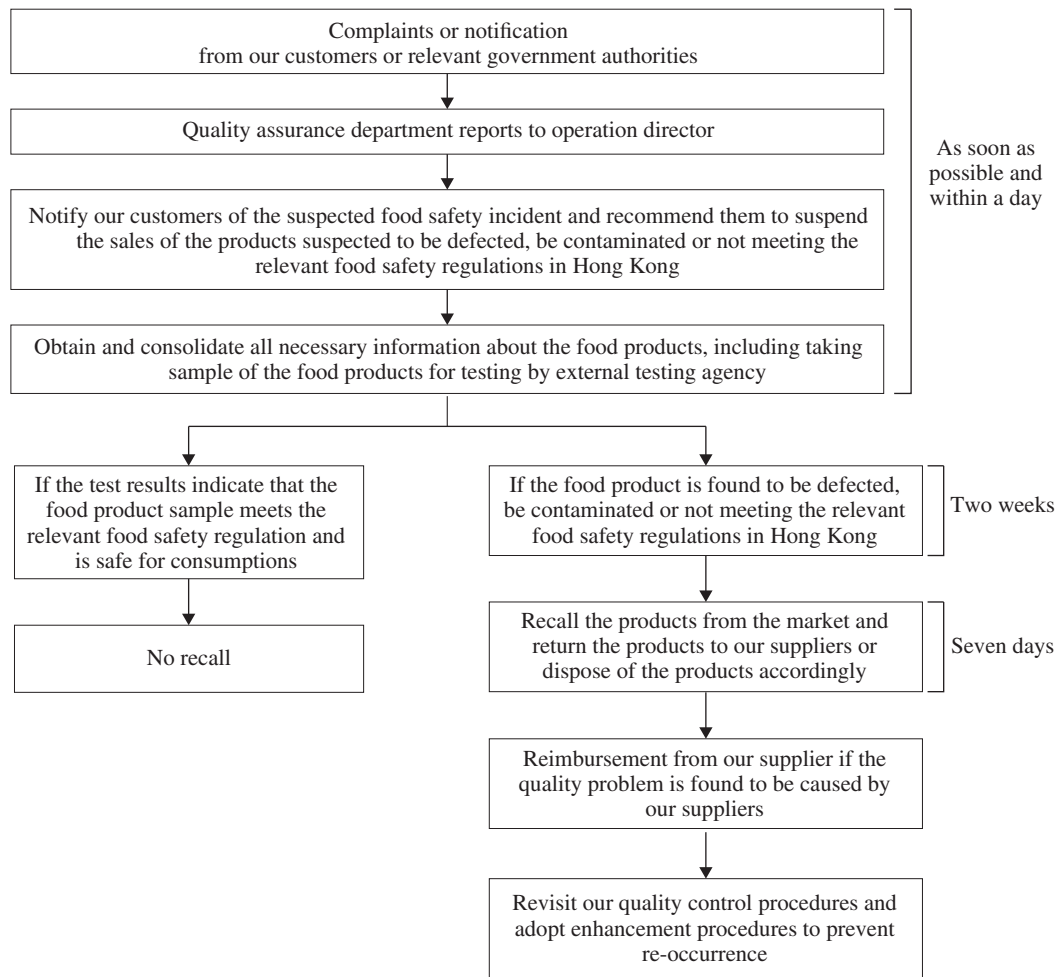 Complaints or notification
from our customers or relevant government authorities
Quality assurance department reports to operation director
As soon as
possible and
within a day
Notify our customers of the suspected food safety incident and recommend them to suspend
the sales of the products suspected to be defected, be contaminated or not meeting the
relevant food safety regulations in Hong Kong
Obtain and consolidate all necessary information about the food products, including taking
sample of the food products for testing by external testing agency
If the test results indicate that the
food product sample meets the
relevant food safety regulation and
is safe for consumptions
If the food product is found to be defected,
be contaminated or not meeting the relevant
food safety regulations in Hong Kong
Two weeks
No recall
Recall the products from the market and
return the products to our suppliers or
dispose of the products accordingly
Seven days
Reimbursement from our supplier if the
quality problem is found to be caused by
our suppliers
Revisit our quality control procedures and
adopt enhancement procedures to prevent
re-occurrence